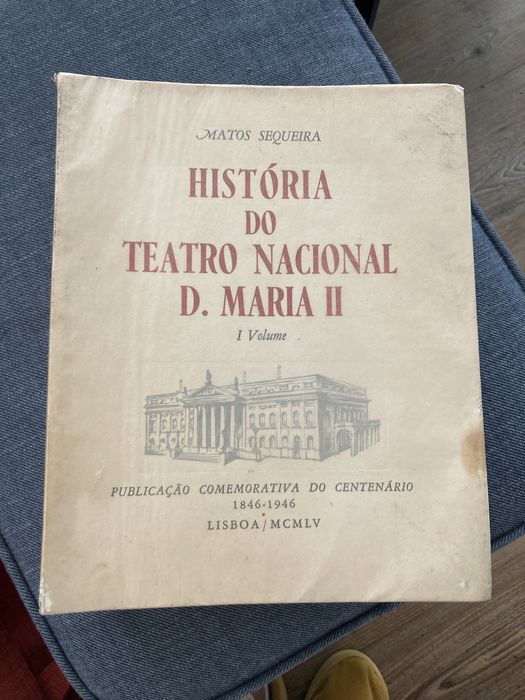 MATOS SEQUEIRA
HISTÓRIA
DO
TEATRO NACIONAL
D. MARIA II
I Volume
PUBLICAÇÃO COMEMORATIVA DO CENTENÁRIO
1846-1946
LISBOA / MCMLV